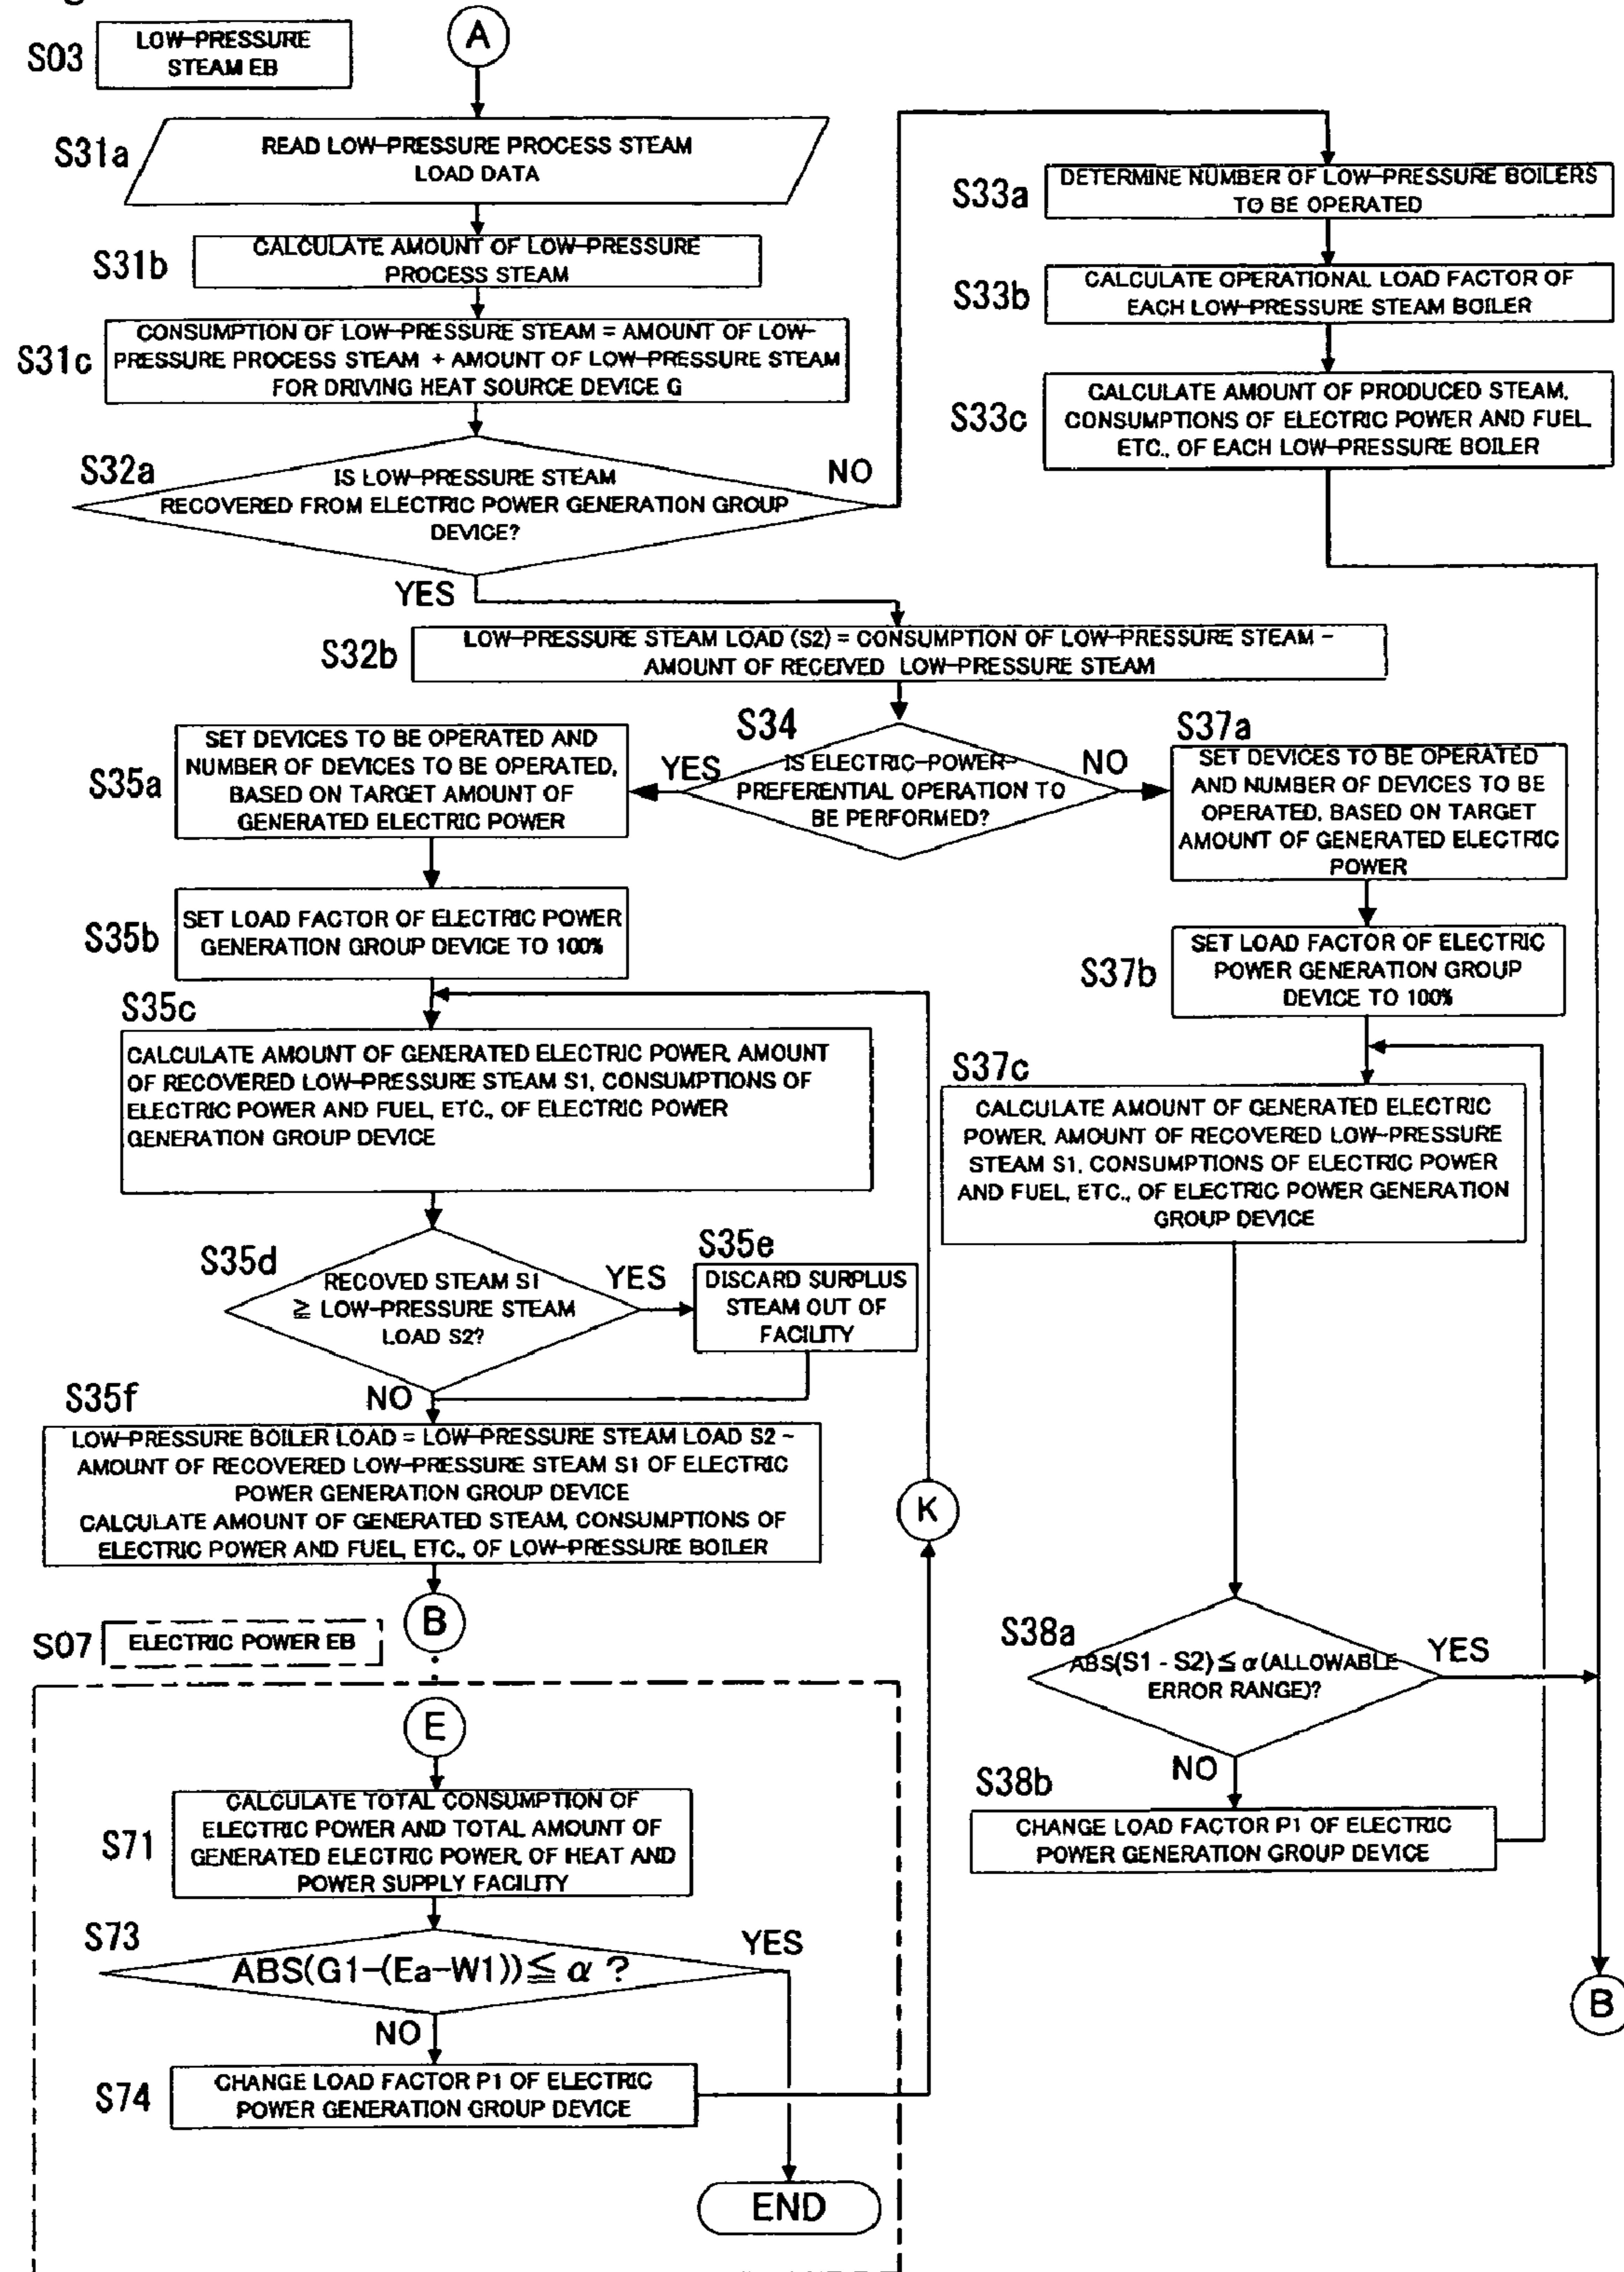 S03
LOW-PRESSURE
STEAM EB
A
S31a
READ LOW-PRESSURE PROCESS STEAM
LOAD DATA
S31b
CALCULATE AMOUNT OF LOW-PRESSURE
PROCESS STEAM
S31c
CONSUMPTION OF LOW-PRESSURE STEAM = AMOUNT OF LOW-
PRESSURE PROCESS STEAM + AMOUNT OF LOW-PRESSURE STEAM
FOR DRIVING HEAT SOURCE DEVICE G
S32a
IS LOW-PRESSURE STEAM
RECOVERED FROM ELECTRIC POWER GENERATION GROUP
DEVICE?
NO
YES
S33a
DETERMINE NUMBER OF LOW-PRESSURE BOILERS
TO BE OPERATED
S33b
CALCULATE OPERATIONAL LOAD FACTOR OF
EACH LOW-PRESSURE STEAM BOILER
S33c
CALCULATE AMOUNT OF PRODUCED STEAM,
CONSUMPTIONS OF ELECTRIC POWER AND FUEL,
ETC., OF EACH LOW-PRESSURE BOILER
S32b
LOW-PRESSURE STEAM LOAD (S2) = CONSUMPTION OF LOW-PRESSURE STEAM -
AMOUNT OF RECEIVED LOW-PRESSURE STEAM
S34
IS ELECTRIC-POWER-
PREFERENTIAL OPERATION TO
BE PERFORMED?
YES
NO
S35a
SET DEVICES TO BE OPERATED AND
NUMBER OF DEVICES TO BE OPERATED,
BASED ON TARGET AMOUNT OF
GENERATED ELECTRIC POWER
S35b
SET LOAD FACTOR OF ELECTRIC POWER
GENERATION GROUP DEVICE TO 100%
S35c
CALCULATE AMOUNT OF GENERATED ELECTRIC POWER, AMOUNT
OF RECOVERED LOW-PRESSURE STEAM S1, CONSUMPTIONS OF
ELECTRIC POWER AND FUEL, ETC., OF ELECTRIC POWER
GENERATION GROUP DEVICE
S35d
RECOVED STEAM S1
≧ LOW-PRESSURE STEAM
LOAD S2?
YES
NO
S35e
DISCARD SURPLUS
STEAM OUT OF
FACILITY
S35f
LOW-PRESSURE BOILER LOAD = LOW-PRESSURE STEAM LOAD S2 -
AMOUNT OF RECOVERED LOW-PRESSURE STEAM S1 OF ELECTRIC
POWER GENERATION GROUP DEVICE
CALCULATE AMOUNT OF GENERATED STEAM, CONSUMPTIONS OF
ELECTRIC POWER AND FUEL, ETC., OF LOW-PRESSURE BOILER
B
K
S37a
SET DEVICES TO BE OPERATED
AND NUMBER OF DEVICES TO BE
OPERATED, BASED ON TARGET
AMOUNT OF GENERATED ELECTRIC
POWER
S37b
SET LOAD FACTOR OF ELECTRIC
POWER GENERATION GROUP
DEVICE TO 100%
S37c
CALCULATE AMOUNT OF GENERATED ELECTRIC
POWER, AMOUNT OF RECOVERED LOW-PRESSURE
STEAM S1, CONSUMPTIONS OF ELECTRIC POWER
AND FUEL, ETC., OF ELECTRIC POWER GENERATION
GROUP DEVICE
S38a
ABS(S1 - S2) ≦ α (ALLOWABLE
ERROR RANGE)?
YES
NO
S38b
CHANGE LOAD FACTOR P1 OF ELECTRIC
POWER GENERATION GROUP DEVICE
B
S07
ELECTRIC POWER EB
E
S71
CALCULATE TOTAL CONSUMPTION OF
ELECTRIC POWER AND TOTAL AMOUNT OF
GENERATED ELECTRIC POWER, OF HEAT AND
POWER SUPPLY FACILITY
S73
ABS(G1-(Ea-W1)) ≦ α ?
YES
NO
S74
CHANGE LOAD FACTOR P1 OF ELECTRIC
POWER GENERATION GROUP DEVICE
END